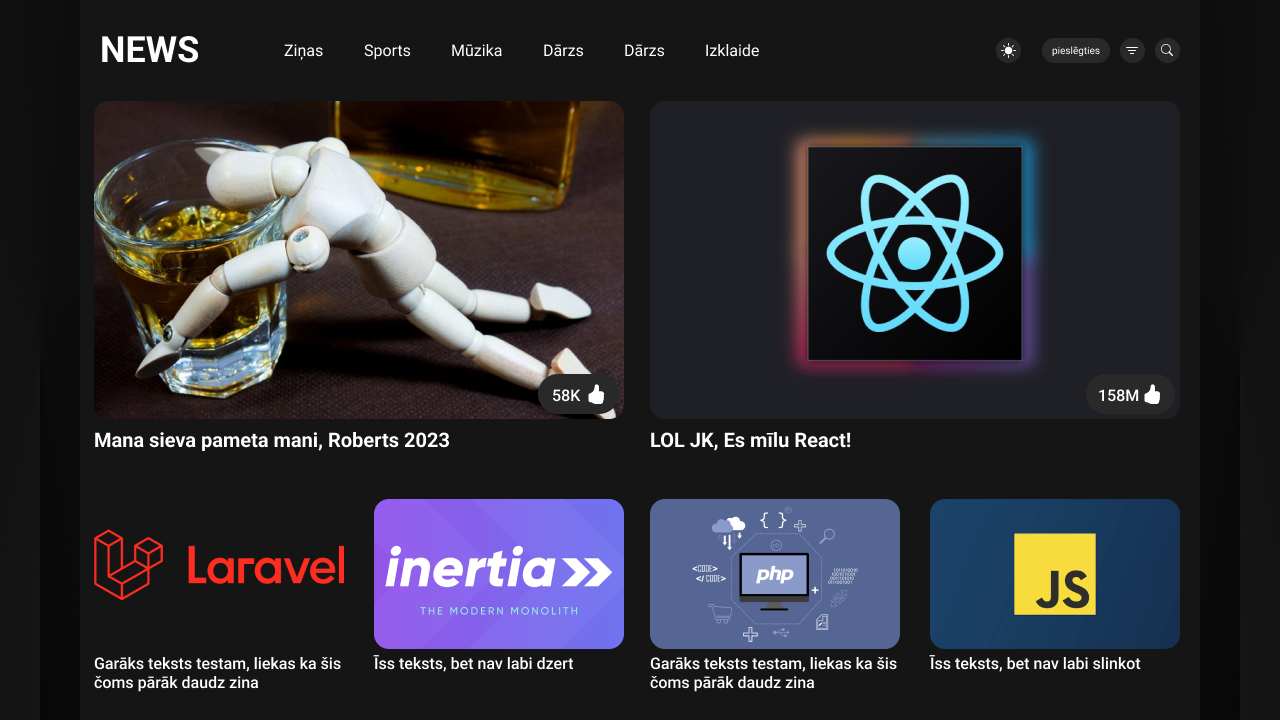 NEWS
Ziņas
Sports
Mūzika
Dārzs
Dārzs
Izklaide
pieslēgties
58K
158M
Mana sieva pameta mani, Roberts 2023
LOL JK, Es mīlu React!
Laravel
inertia
THE MODERN MONOLITH
{ }
<CODE>
</ CODE>
php
JS
Garāks teksts testam, liekas ka šis
čoms pārāk daudz zina
Īss teksts, bet nav labi dzert
Garāks teksts testam, liekas ka šis
čoms pārāk daudz zina
Īss teksts, bet nav labi slinkot